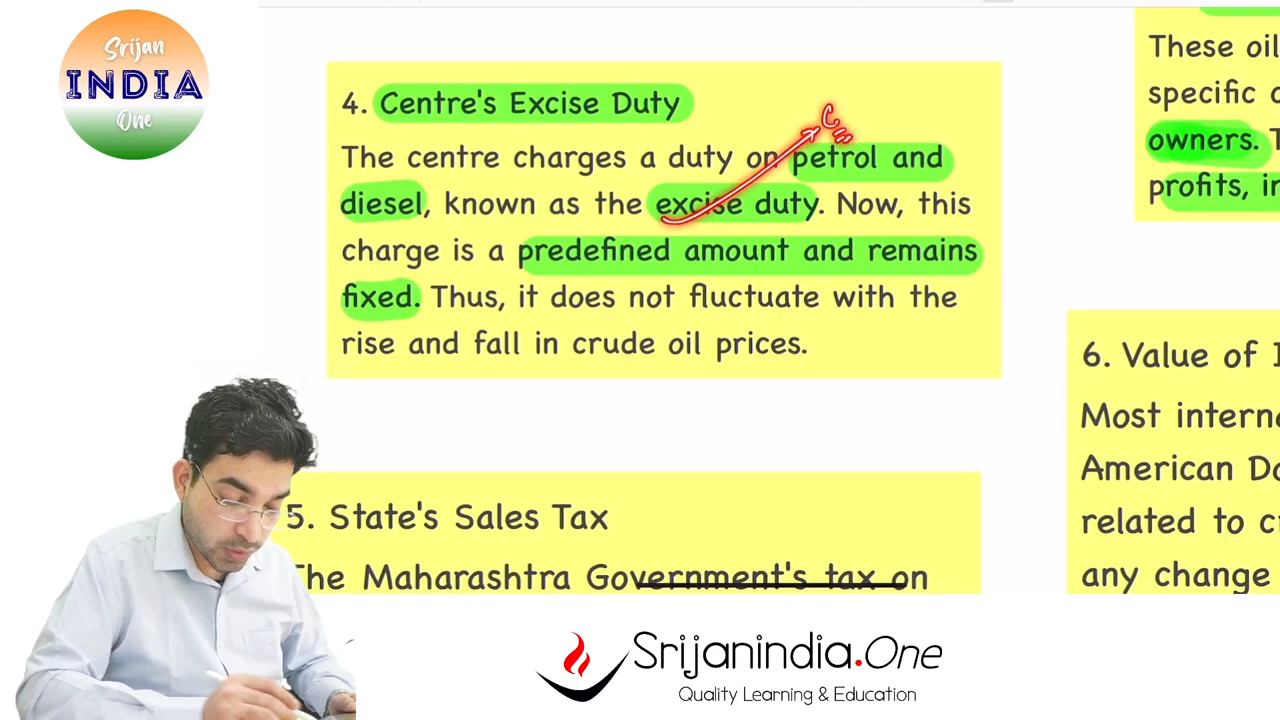 Srijan
INDIA
One
4. Centre's Excise Duty
The centre charges a duty on petrol and
diesel, known as the excise duty. Now, this
charge is a predefined amount and remains
fixed. Thus, it does not fluctuate with the
rise and fall in crude oil prices.
5. State's Sales Tax
The Maharashtra Government's tax on
These oil
specific
owners.
profits, in
6. Value of
Most interna
American Do
related to
any change
Srijanindia.One
Quality Learning & Education